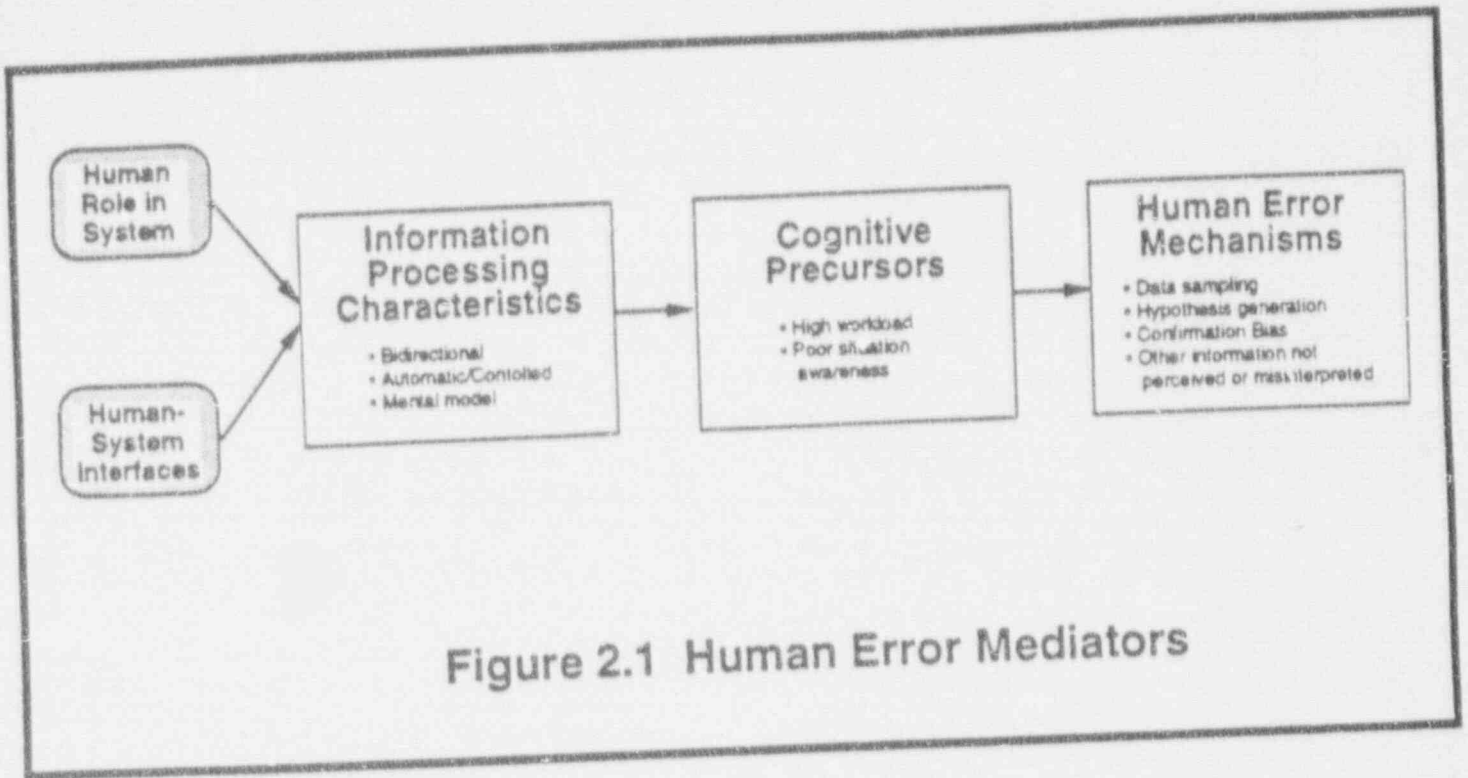 Human
Role in
System
Human-
System
Interfaces
Information
Processing
Characteristics
• Bidirectional
• Automatic/Contolled
• Mental model
Cognitive
Precursors
• High workload
• Poor situation
awareness
Human Error
Mechanisms
• Data sampling
• Hypothesis generation
• Confirmation Bias
• Other information not
perceived or misinterpreted
Figure 2.1 Human Error Mediators